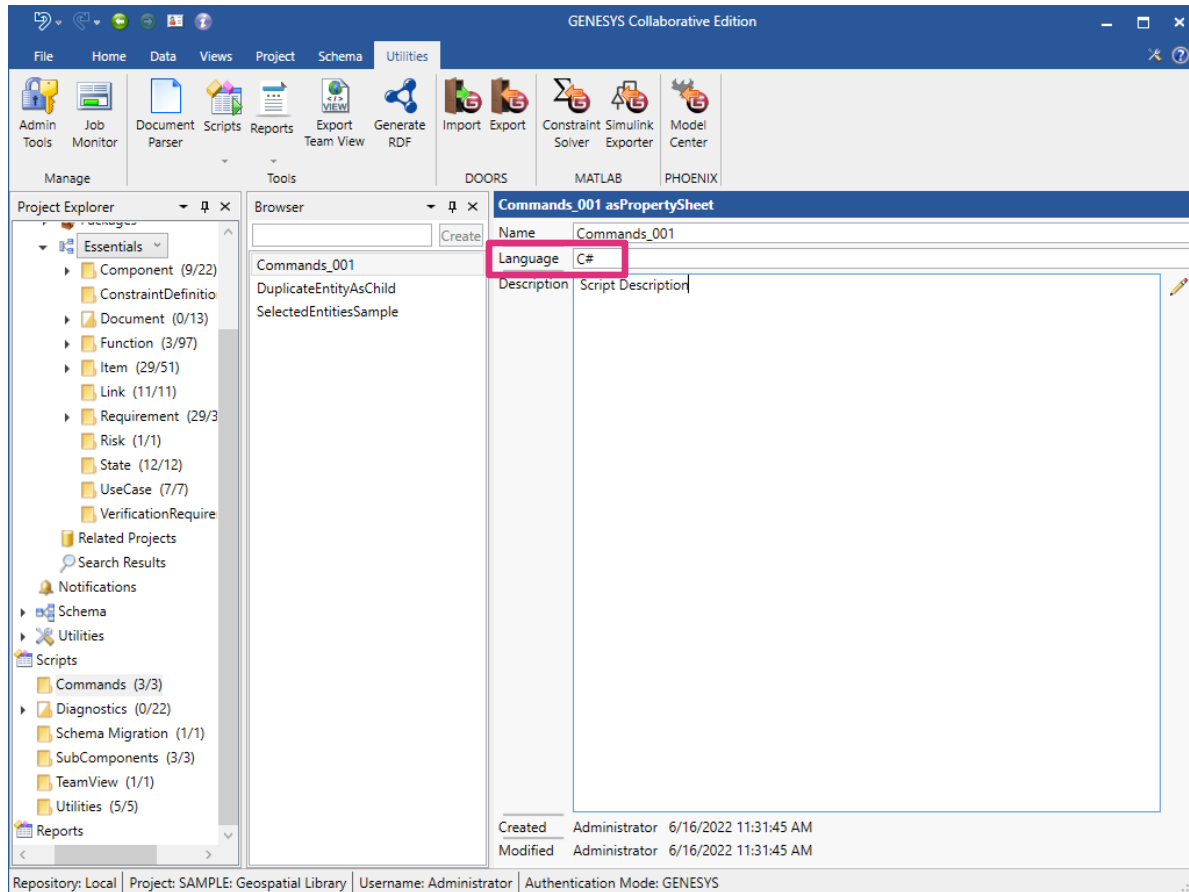 GENESYS Collaborative Edition
File Home Data Views Project Schema Utilities
Admin Tools
Job Monitor
Document Parser
Scripts
Reports
</>
VIEW
Export Team View
Generate RDF
Import
Export
Constraint Solver
Simulink Exporter
Model Center
Manage
Tools
DOORS
MATLAB
PHOENIX
Project Explorer
Essentials
Component (9/22)
ConstraintDefinitio
Document (0/13)
Function (3/97)
Item (29/51)
Link (11/11)
Requirement (29/3
Risk (1/1)
State (12/12)
UseCase (7/7)
VerificationRequire
Related Projects
Search Results
Notifications
Schema
Utilities
Scripts
Commands (3/3)
Diagnostics (0/22)
Schema Migration (1/1)
SubComponents (3/3)
TeamView (1/1)
Utilities (5/5)
Reports
Browser
Create
Commands_001
DuplicateEntityAsChild
SelectedEntitiesSample
Commands_001 asPropertySheet
Name Commands_001
Language C#
Description Script Description
Created Administrator 6/16/2022 11:31:45 AM
Modified Administrator 6/16/2022 11:31:45 AM
Repository: Local Project: SAMPLE: Geospatial Library Username: Administrator Authentication Mode: GENESYS